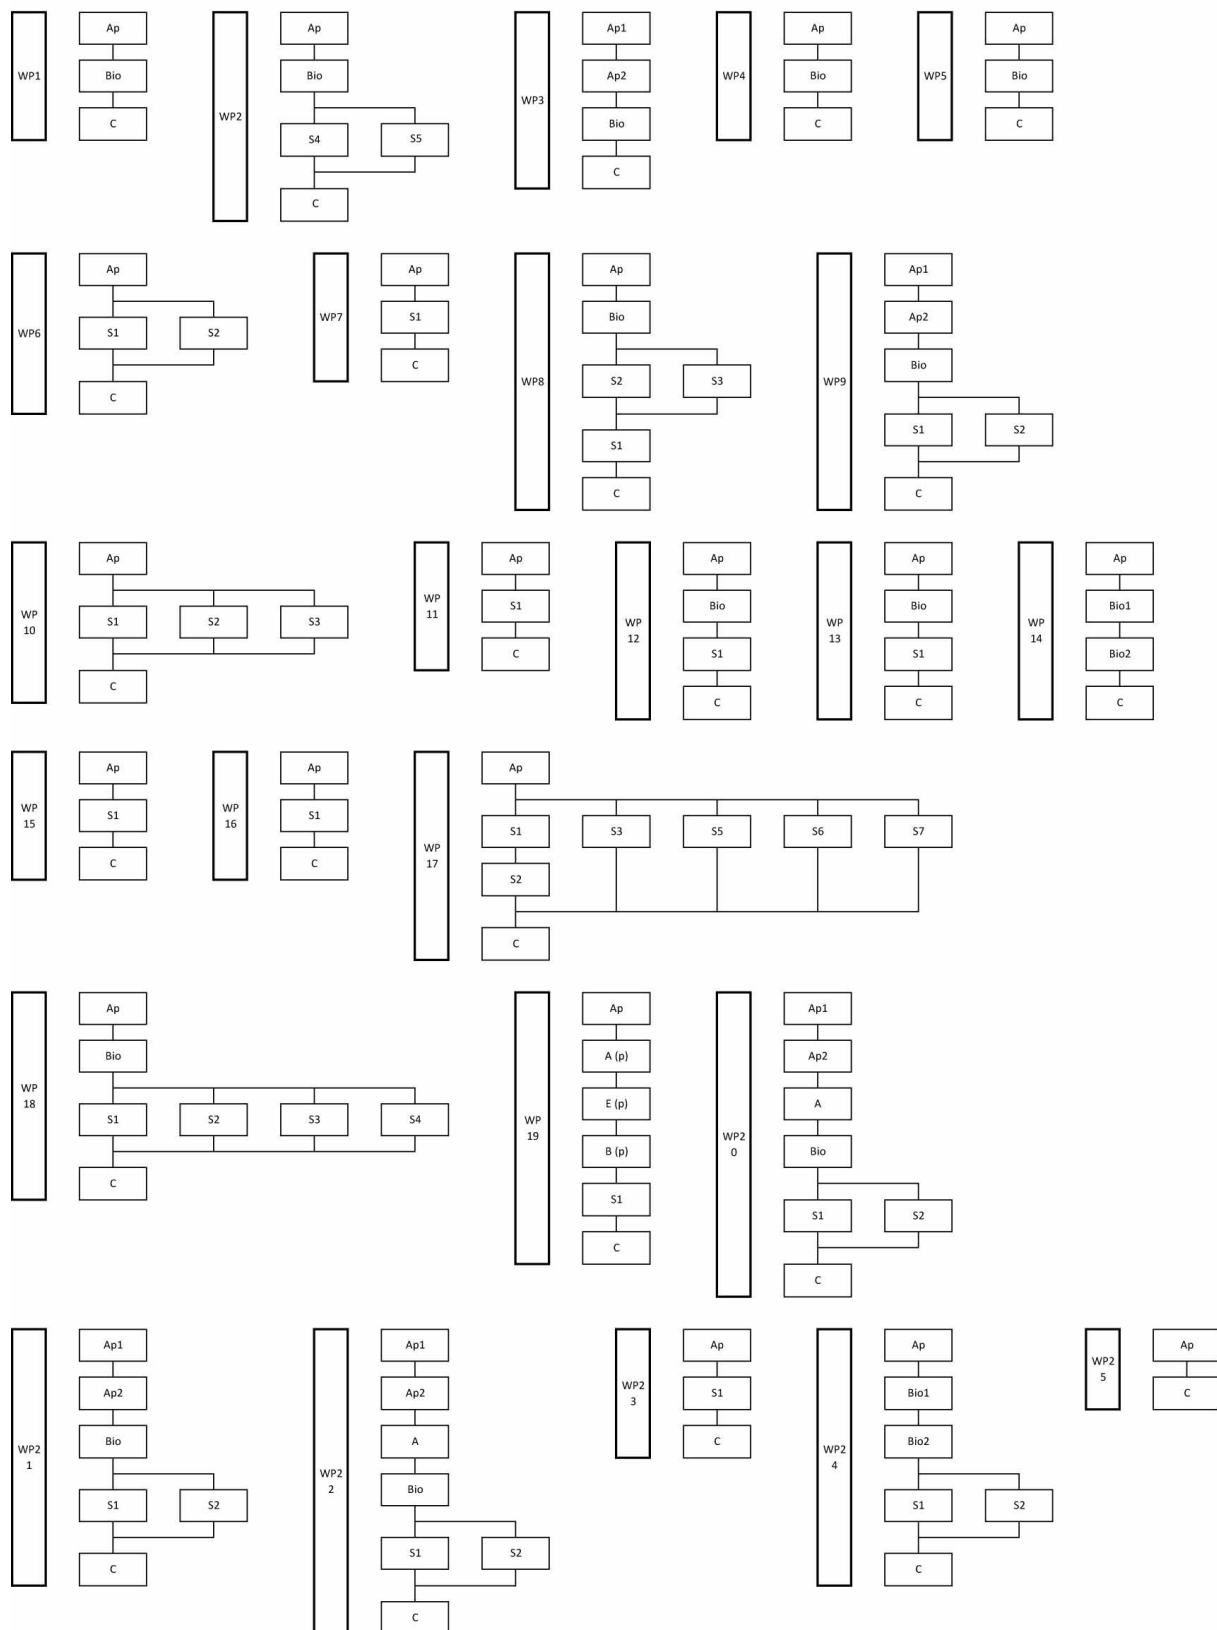 WP1
Ap
Bio
C
WP2
Ap
Bio
S4 S5
C
WP3
Ap1
Ap2
Bio
C
WP4
Ap
Bio
C
WP5
Ap
Bio
C
WP6
Ap
S1 S2
C
WP7
Ap
S1
C
WP8
Ap
Bio
S2 S3
S1
C
WP9
Ap1
Ap2
Bio
S1 S2
C
WP
10
Ap
S1 S2 S3
C
WP
11
Ap
S1
C
WP
12
Ap
Bio
S1
C
WP
13
Ap
Bio
S1
C
WP
14
Ap
Bio1
Bio2
C
WP
15
Ap
S1
C
WP
16
Ap
S1
C
WP
17
Ap
S1 S3 S5 S6 S7
S2
C
WP
18
Ap
Bio
S1 S2 S3 S4
C
WP
19
Ap
A (p)
E (p)
B (p)
S1
C
WP2
0
Ap1
Ap2
A
Bio
S1 S2
C
WP2
1
Ap1
Ap2
Bio
S1 S2
C
WP2
2
Ap1
Ap2
A
Bio
S1 S2
C
WP2
3
Ap
S1
C
WP2
4
Ap
Bio1
Bio2
S1 S2
C
WP2
5
Ap
C